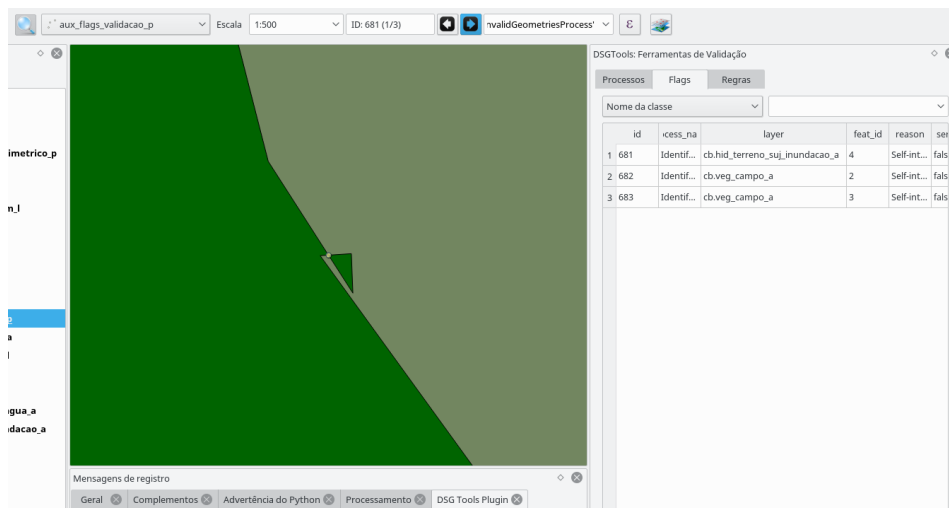 aux_flags_validacao_p Escala 1:500 ID: 681 (1/3) nvalidGeometriesProcess' ε
DSGTools: Ferramentas de Validação
Processos Flags Regras
Nome da classe
id ocess_na layer feat_id reason ser
1 681 Identif... cb.hid_terreno_suj_inundacao_a 4 Self-int... fals
2 682 Identif... cb.veg_campo_a 2 Self-int... fals
3 683 Identif... cb.veg_campo_a 3 Self-int... fals
imetrico_p
m_l
a
l
igua_a
idacao_a
Mensagens de registro
Geral Complementos Advertência do Python Processamento DSG Tools Plugin